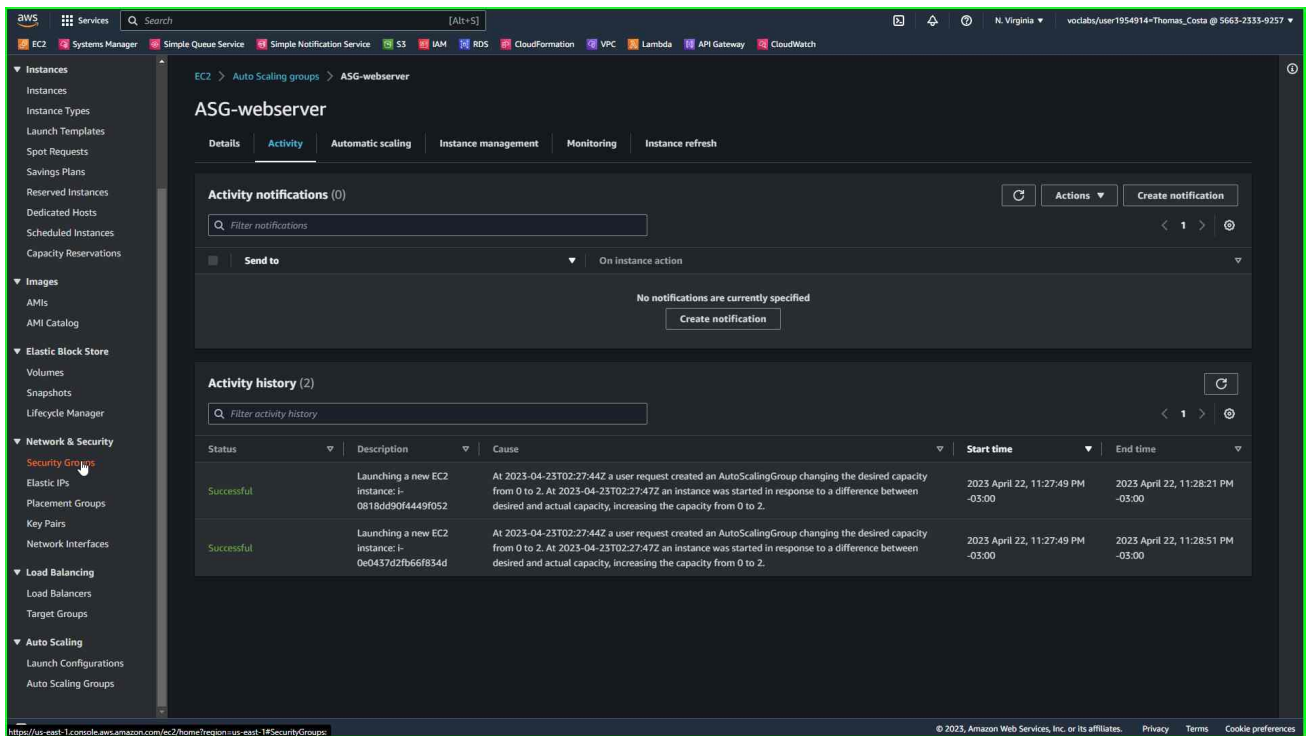 aws Services Search [Alt+S] N. Virginia voclabs/user1954914=Thomas_Costa @ 5663-2333-9257
EC2 Systems Manager Simple Queue Service Simple Notification Service S3 IAM RDS CloudFormation VPC Lambda API Gateway CloudWatch
Instances
Instances
Instance Types
Launch Templates
Spot Requests
Savings Plans
Reserved Instances
Dedicated Hosts
Scheduled Instances
Capacity Reservations
Images
AMIs
AMI Catalog
Elastic Block Store
Volumes
Snapshots
Lifecycle Manager
Network & Security
Security Groups
Elastic IPs
Placement Groups
Key Pairs
Network Interfaces
Load Balancing
Load Balancers
Target Groups
Auto Scaling
Launch Configurations
Auto Scaling Groups
EC2 > Auto Scaling groups > ASG-webserver
ASG-webserver
Details Activity Automatic scaling Instance management Monitoring Instance refresh
Activity notifications (0) Actions Create notification
Filter notifications < 1 >
Send to On instance action
No notifications are currently specified
Create notification
Activity history (2)
Filter activity history < 1 >
Status Description Cause Start time End time
Successful
Launching a new EC2
instance: i-
0818dd90f4449f052
At 2023-04-23T02:27:44Z a user request created an AutoScalingGroup changing the desired capacity
from 0 to 2. At 2023-04-23T02:27:47Z an instance was started in response to a difference between
desired and actual capacity, increasing the capacity from 0 to 2.
2023 April 22, 11:27:49 PM
-03:00
2023 April 22, 11:28:21 PM
-03:00
Successful
Launching a new EC2
instance: i-
0e0437d2fb66f834d
At 2023-04-23T02:27:44Z a user request created an AutoScalingGroup changing the desired capacity
from 0 to 2. At 2023-04-23T02:27:47Z an instance was started in response to a difference between
desired and actual capacity, increasing the capacity from 0 to 2.
2023 April 22, 11:27:49 PM
-03:00
2023 April 22, 11:28:51 PM
-03:00
https://us-east-1.console.aws.amazon.com/ec2/home?region=us-east-1#SecurityGroups:
© 2023, Amazon Web Services, Inc. or its affiliates. Privacy Terms Cookie preferences